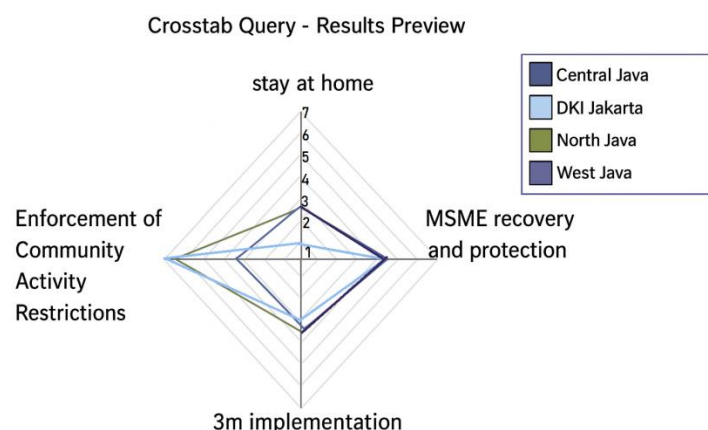 Crosstab Query - Results Preview
Central Java
DKI Jakarta
North Java
West Java
stay at home
7
6
5
4
3
2
1
Enforcement of
Community
Activity
Restrictions
MSME recovery
and protection
3m implementation